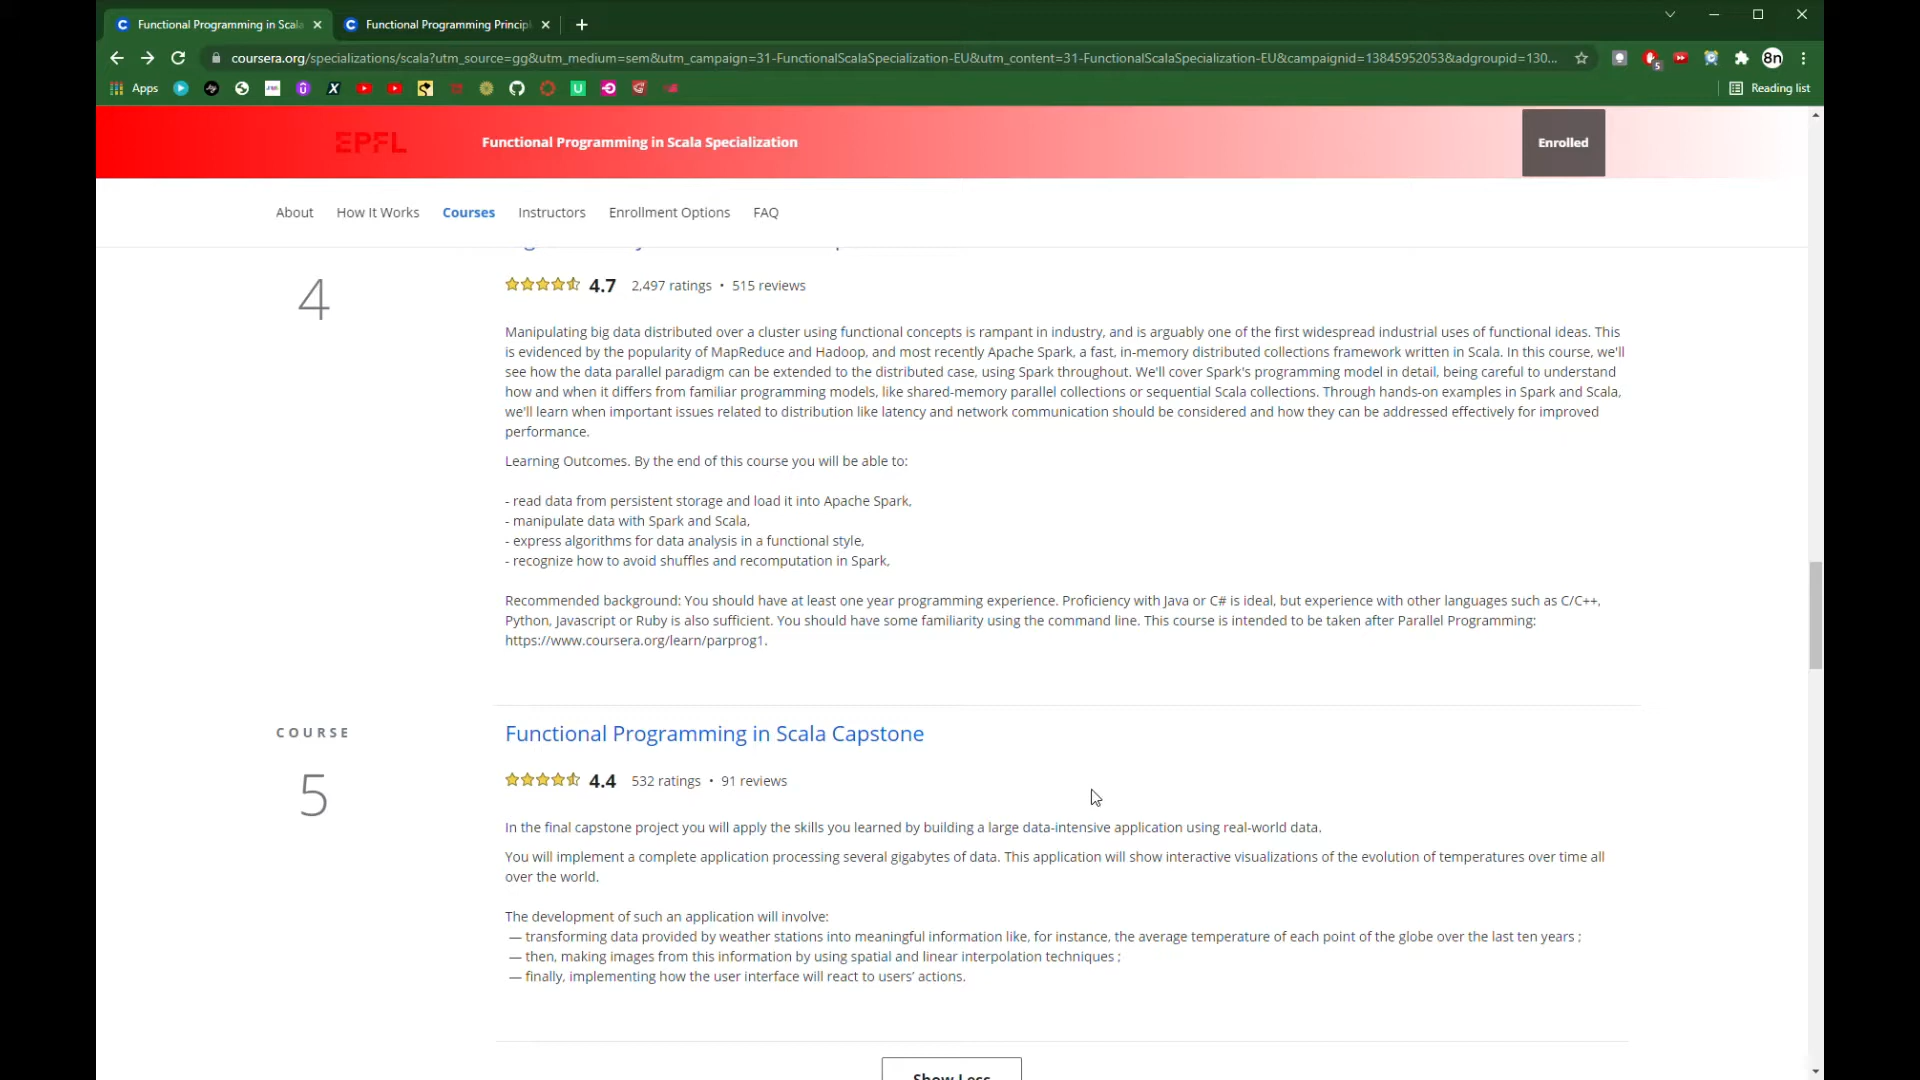 Functional Programming in Scala
Functional Programming Princip
coursera.org/specializations/scala?utm_source=gg&utm_medium=sem&utm_campaign=31-FunctionalScalaSpecialization-EU&utm_content=31-FunctionalScalaSpecialization-EU&campaignid=13845952053&adgroupid=130...
5
8n
Apps
Reading list
EPFL
Functional Programming in Scala Specialization
Enrolled
About How It Works Courses Instructors Enrollment Options FAQ
4
4.7 2,497 ratings • 515 reviews
Manipulating big data distributed over a cluster using functional concepts is rampant in industry, and is arguably one of the first widespread industrial uses of functional ideas. This
is evidenced by the popularity of MapReduce and Hadoop, and most recently Apache Spark, a fast, in-memory distributed collections framework written in Scala. In this course, we'll
see how the data parallel paradigm can be extended to the distributed case, using Spark throughout. We'll cover Spark's programming model in detail, being careful to understand
how and when it differs from familiar programming models, like shared-memory parallel collections or sequential Scala collections. Through hands-on examples in Spark and Scala,
we'll learn when important issues related to distribution like latency and network communication should be considered and how they can be addressed effectively for improved
performance.
Learning Outcomes. By the end of this course you will be able to:
- read data from persistent storage and load it into Apache Spark,
- manipulate data with Spark and Scala,
- express algorithms for data analysis in a functional style,
- recognize how to avoid shuffles and recomputation in Spark,
Recommended background: You should have at least one year programming experience. Proficiency with Java or C# is ideal, but experience with other languages such as C/C++,
Python, Javascript or Ruby is also sufficient. You should have some familiarity using the command line. This course is intended to be taken after Parallel Programming:
https://www.coursera.org/learn/parprog1.
COURSE
5
Functional Programming in Scala Capstone
4.4 532 ratings • 91 reviews
In the final capstone project you will apply the skills you learned by building a large data-intensive application using real-world data.
You will implement a complete application processing several gigabytes of data. This application will show interactive visualizations of the evolution of temperatures over time all
over the world.
The development of such an application will involve:
— transforming data provided by weather stations into meaningful information like, for instance, the average temperature of each point of the globe over the last ten years ;
— then, making images from this information by using spatial and linear interpolation techniques ;
— finally, implementing how the user interface will react to users’ actions.
Show Less